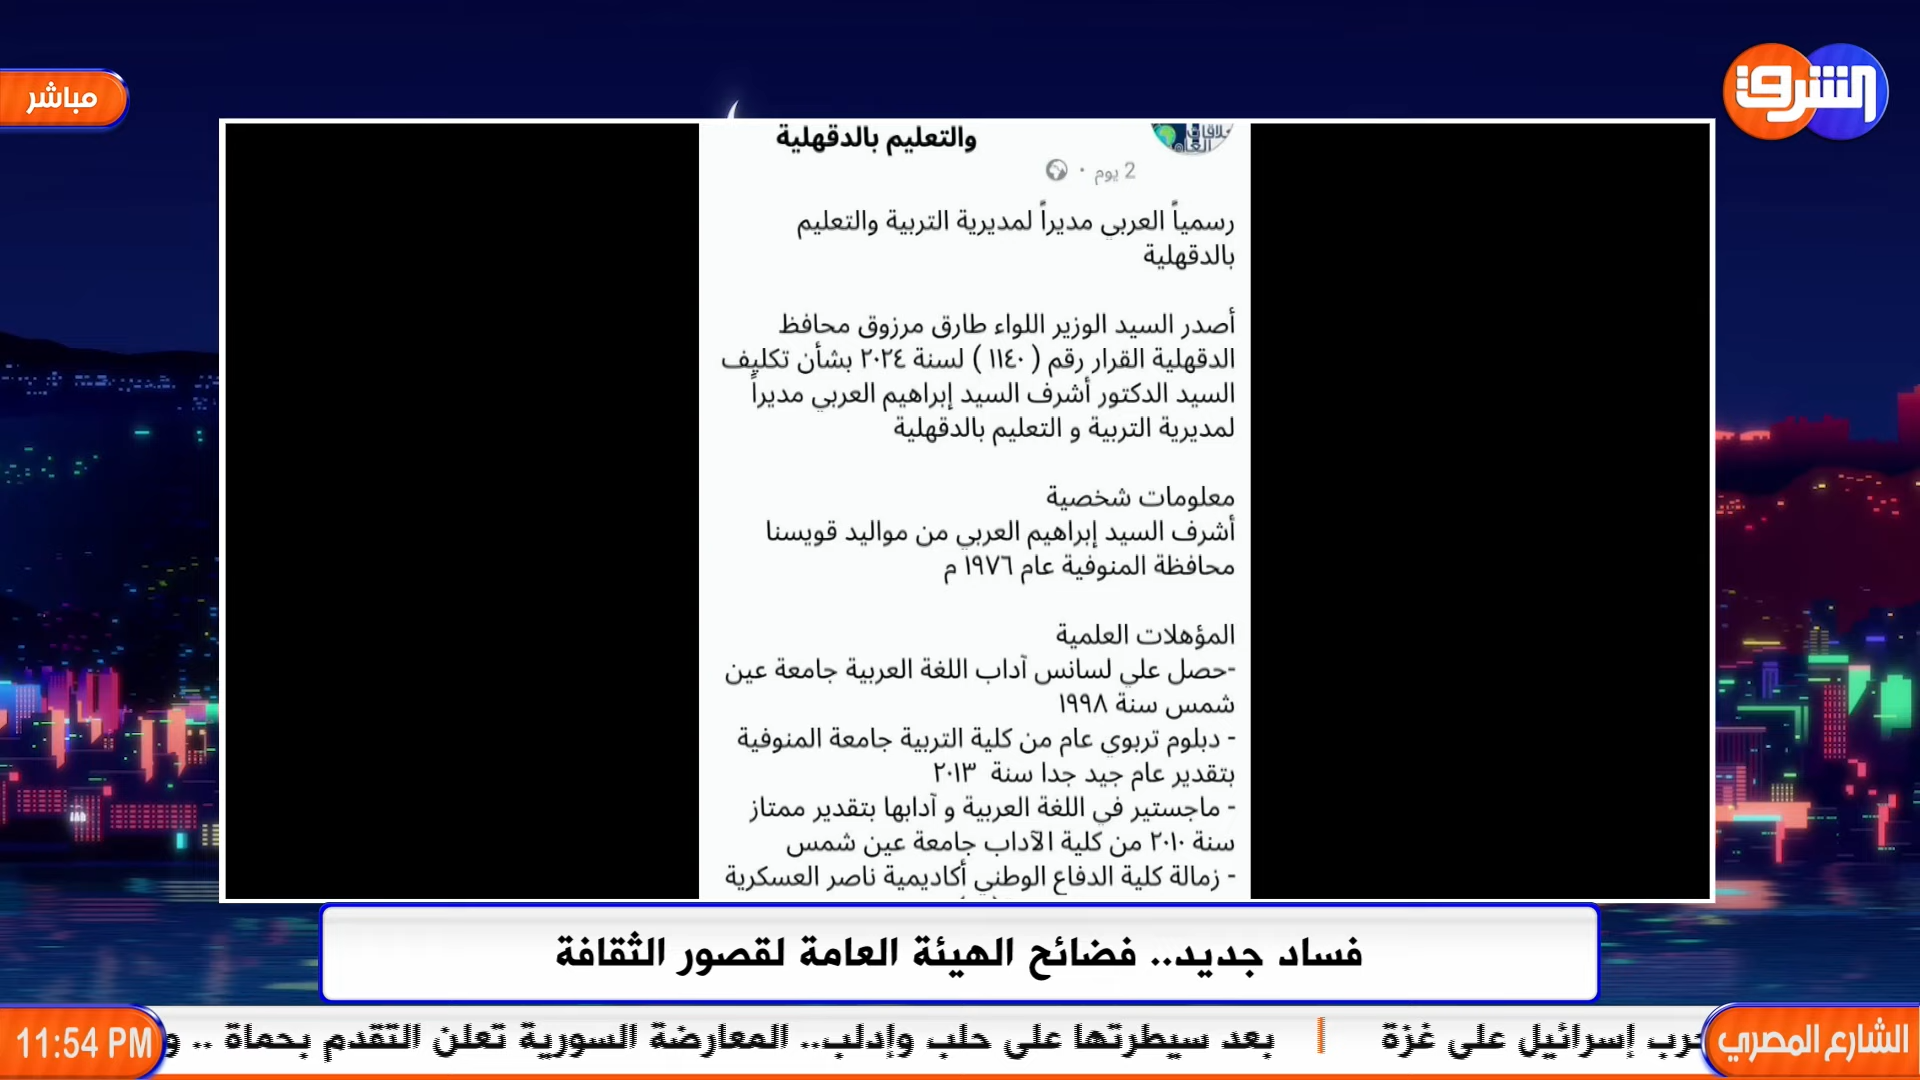 الشرق
مباشر
العلاقات
العامة
والتعليم بالدقهلية
2 يوم ·
رسمياً العربي مديراً لمديرية التربية والتعليم
بالدقهلية
أصدر السيد الوزير اللواء طارق مرزوق محافظ
الدقهلية القرار رقم ( ١١٤٠ ) لسنة ٢٠٢٤ بشأن تكليف
السيد الدكتور أشرف السيد إبراهيم العربي مديراً
لمديرية التربية و التعليم بالدقهلية
معلومات شخصية
أشرف السيد إبراهيم العربي من مواليد قويسنا
محافظة المنوفية عام ١٩٧٦ م
المؤهلات العلمية
-حصل علي لسانس آداب اللغة العربية جامعة عين
شمس سنة ١٩٩٨
- دبلوم تربوي عام من كلية التربية جامعة المنوفية
بتقدير عام جيد جدا سنة ٢٠١٣
- ماجستير في اللغة العربية و آدابها بتقدير ممتاز
سنة ٢٠١٠ من كلية الآداب جامعة عين شمس
- زمالة كلية الدفاع الوطني أكاديمية ناصر العسكرية
فساد جديد.. فضائح الهيئة العامة لقصور الثقافة
الشارع المصري
حرب إسرائيل على غزة | بعد سيطرتها على حلب وإدلب.. المعارضة السورية تعلن التقدم بحماة .. و
11:54 PM